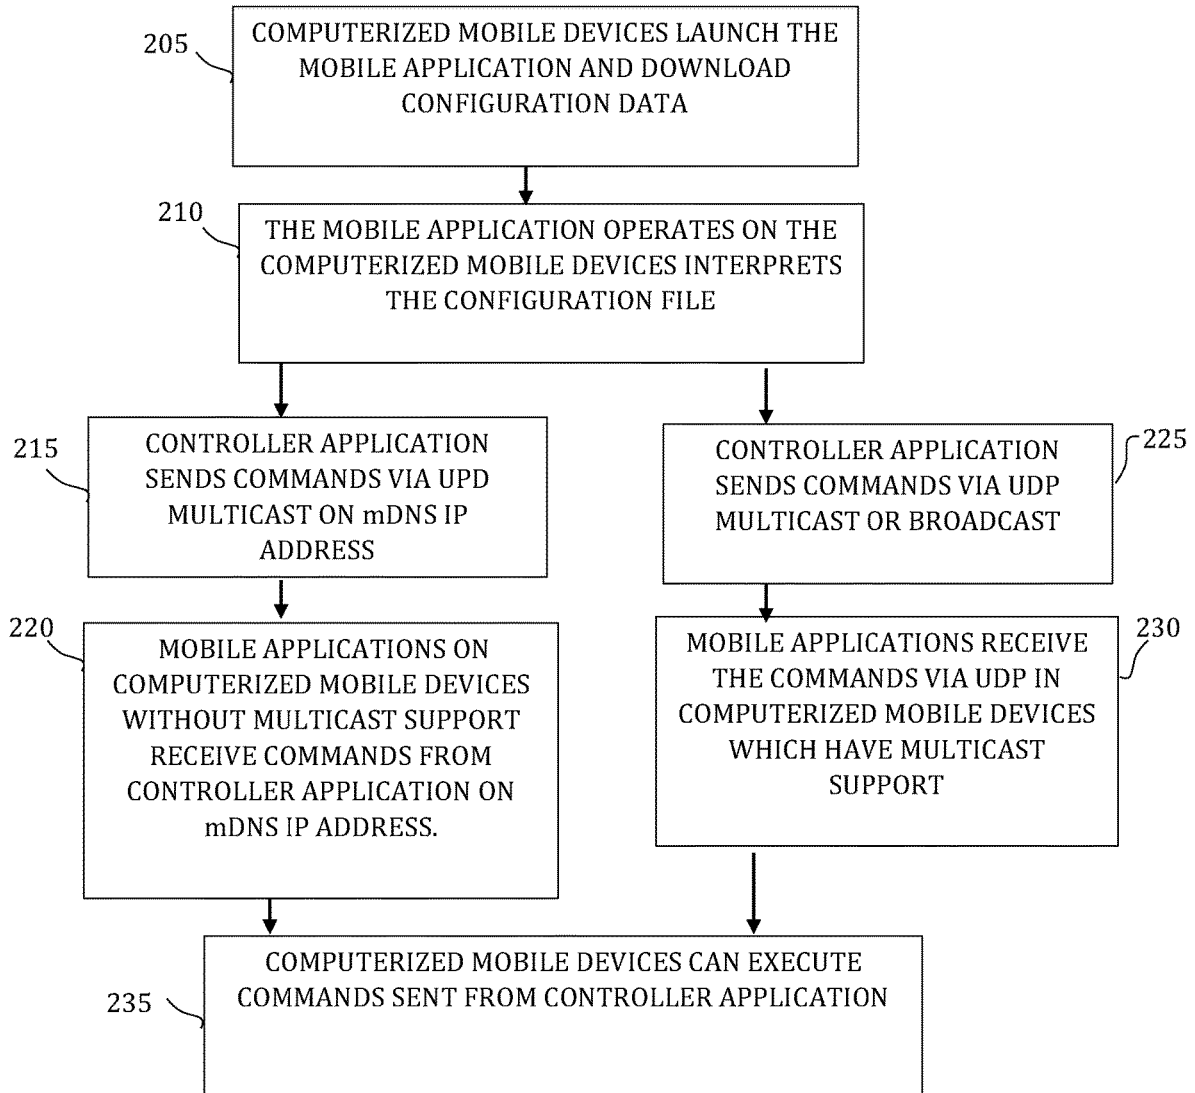 205
COMPUTERIZED MOBILE DEVICES LAUNCH THE
MOBILE APPLICATION AND DOWNLOAD
CONFIGURATION DATA
210
THE MOBILE APPLICATION OPERATES ON THE
COMPUTERIZED MOBILE DEVICES INTERPRETS
THE CONFIGURATION FILE
215
CONTROLLER APPLICATION
SENDS COMMANDS VIA UPD
MULTICAST ON mDNS IP
ADDRESS
225
CONTROLLER APPLICATION
SENDS COMMANDS VIA UDP
MULTICAST OR BROADCAST
220
MOBILE APPLICATIONS ON
COMPUTERIZED MOBILE DEVICES
WITHOUT MULTICAST SUPPORT
RECEIVE COMMANDS FROM
CONTROLLER APPLICATION ON
mDNS IP ADDRESS.
230
MOBILE APPLICATIONS RECEIVE
THE COMMANDS VIA UDP IN
COMPUTERIZED MOBILE DEVICES
WHICH HAVE MULTICAST
SUPPORT
235
COMPUTERIZED MOBILE DEVICES CAN EXECUTE
COMMANDS SENT FROM CONTROLLER APPLICATION